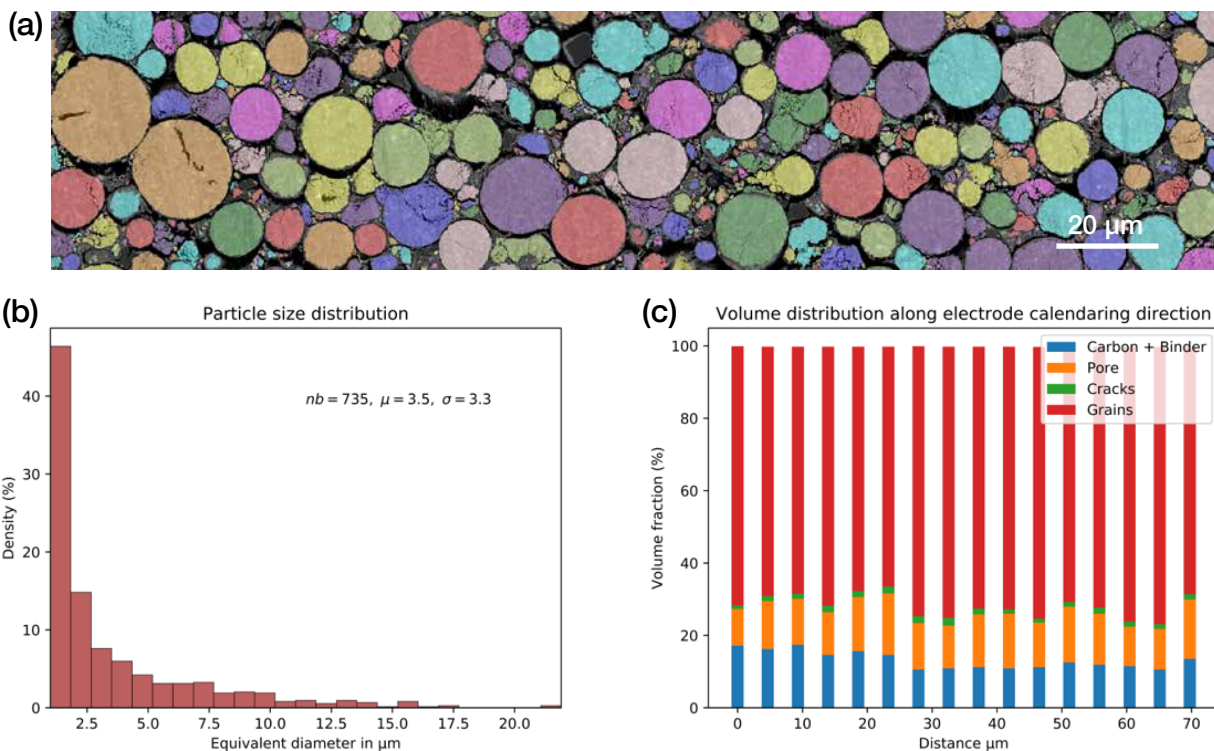 (a)
20 µm
(b)
Particle size distribution
nb = 735, μ = 3.5, σ = 3.3
40
30
20
10
0
Density (%)
2.5 5.0 7.5 10.0 12.5 15.0 17.5 20.0
Equivalent diameter in µm
(c)
Volume distribution along electrode calendaring direction
Carbon + Binder
Pore
Cracks
Grains
100
80
60
40
20
0
Volume fraction (%)
0 10 20 30 40 50 60 70
Distance µm